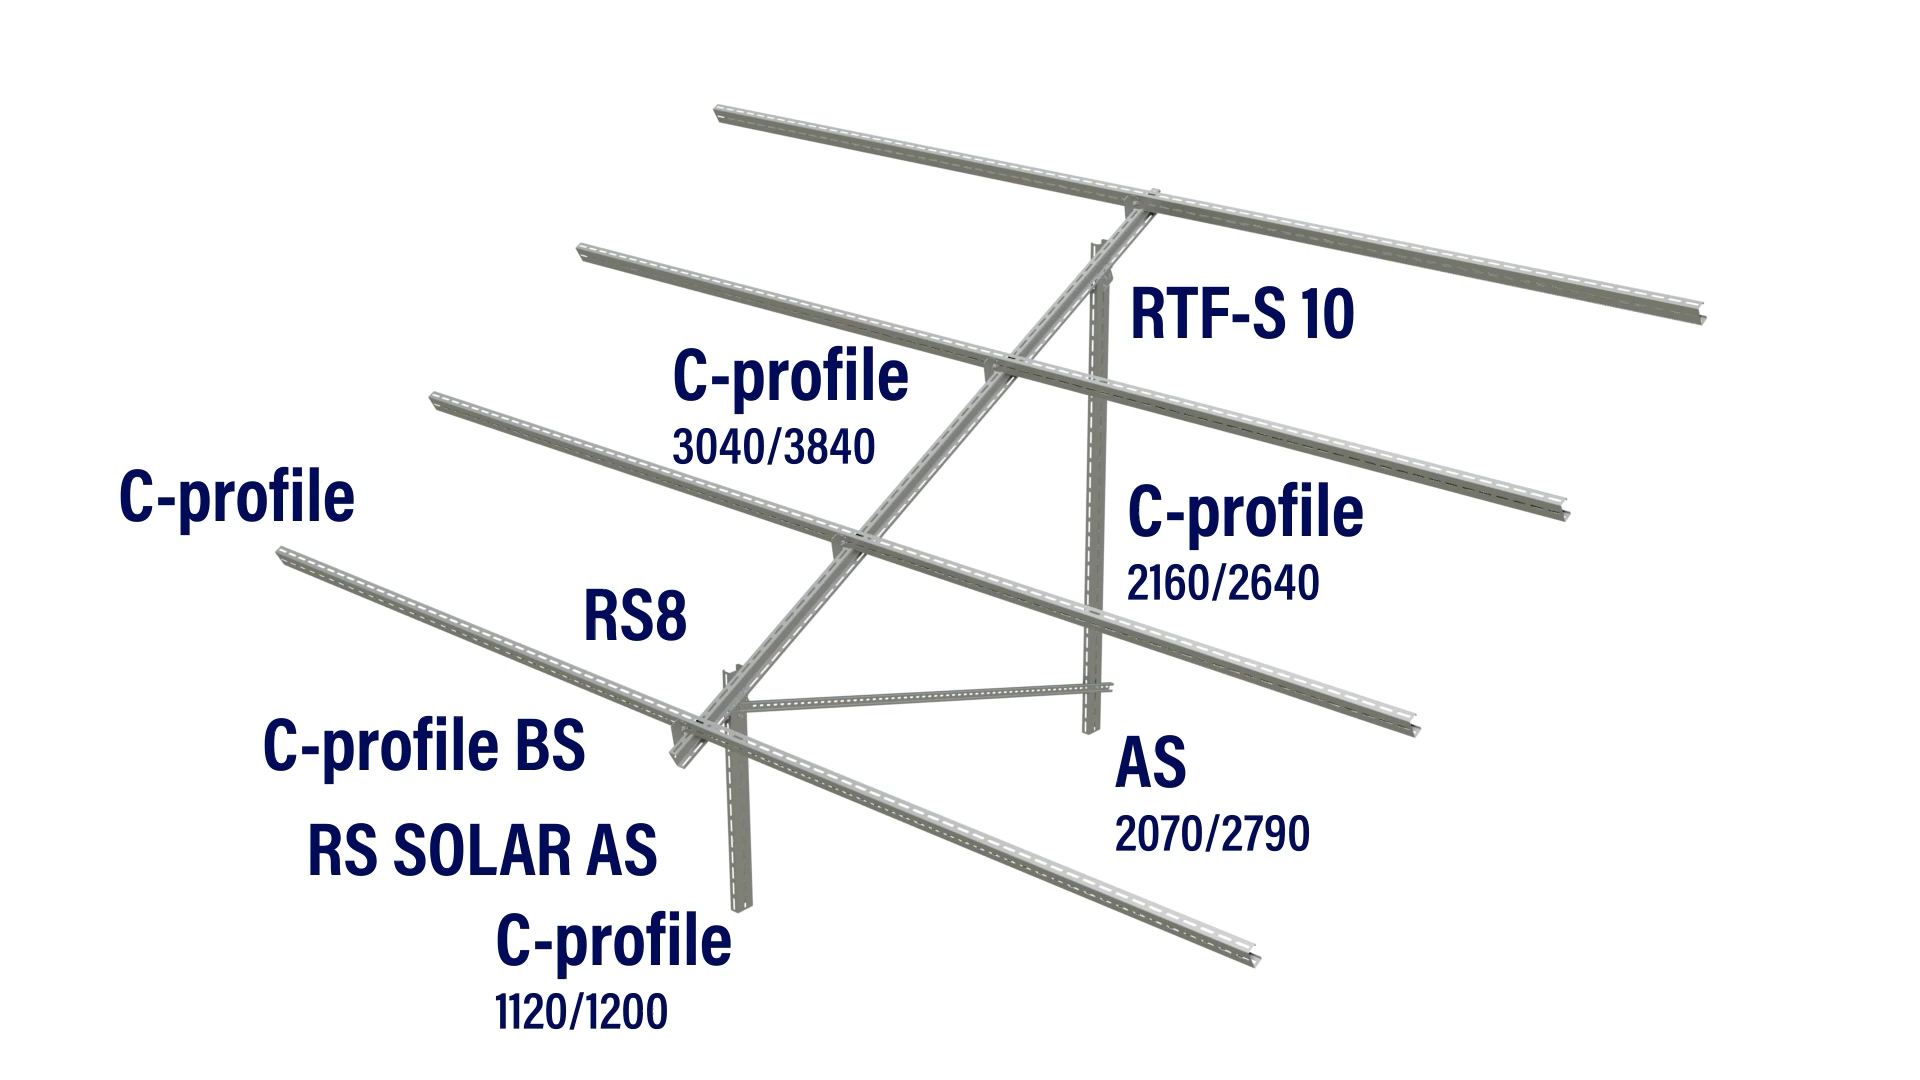 RTF-S 10
C-profile
3040/3840
C-profile
C-profile
2160/2640
RS8
C-profile BS
AS
2070/2790
RS SOLAR AS
C-profile
1120/1200